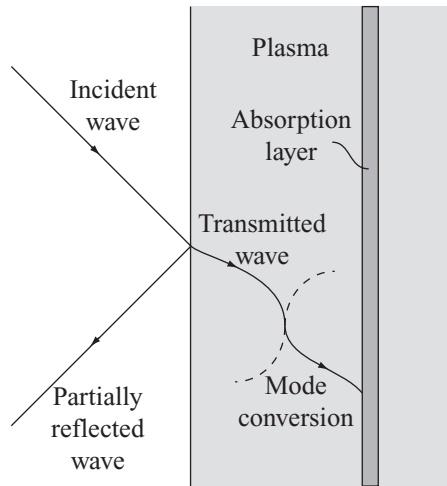 Plasma
Incident
wave
Absorption
layer
Transmitted
wave
Mode
conversion
Partially
reflected
wave